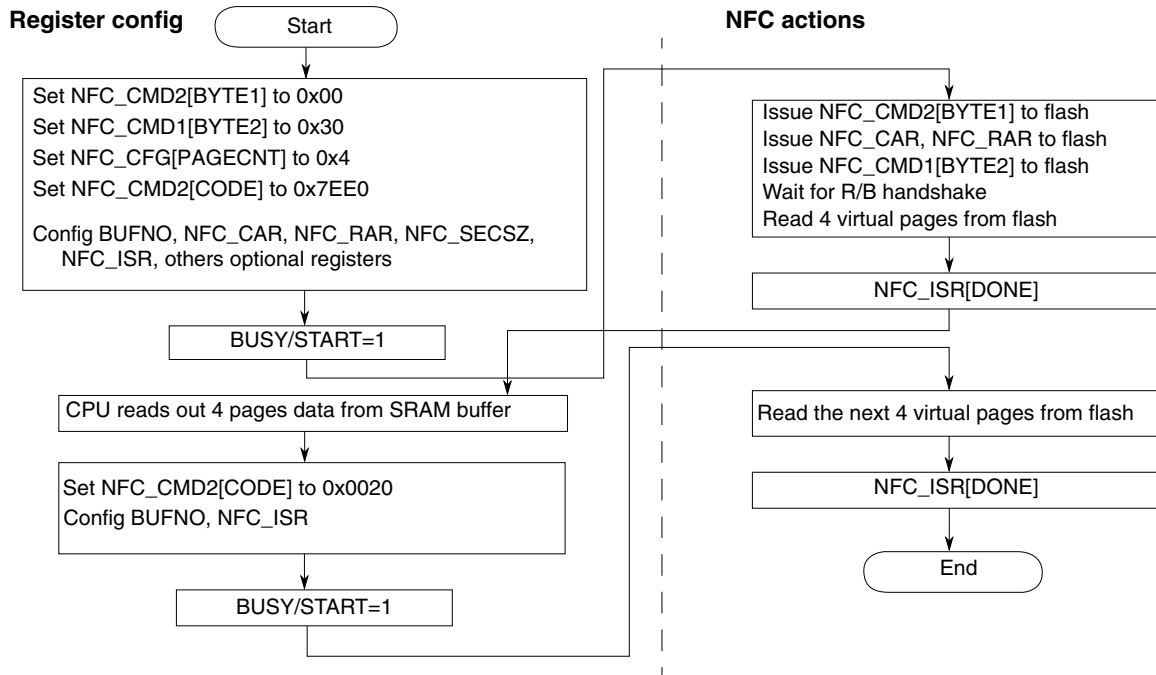 Register config
NFC actions
Start
Set NFC_CMD2[BYTE1] to 0x00
Set NFC_CMD1[BYTE2] to 0x30
Set NFC_CFG[PAGECNT] to 0x4
Set NFC_CMD2[CODE] to 0x7EE0
Config BUFNO, NFC_CAR, NFC_RAR, NFC_SECSZ,
NFC_ISR, others optional registers
BUSY/START=1
Issue NFC_CMD2[BYTE1] to flash
Issue NFC_CAR, NFC_RAR to flash
Issue NFC_CMD1[BYTE2] to flash
Wait for R/B handshake
Read 4 virtual pages from flash
NFC_ISR[DONE]
CPU reads out 4 pages data from SRAM buffer
Set NFC_CMD2[CODE] to 0x0020
Config BUFNO, NFC_ISR
BUSY/START=1
Read the next 4 virtual pages from flash
NFC_ISR[DONE]
End